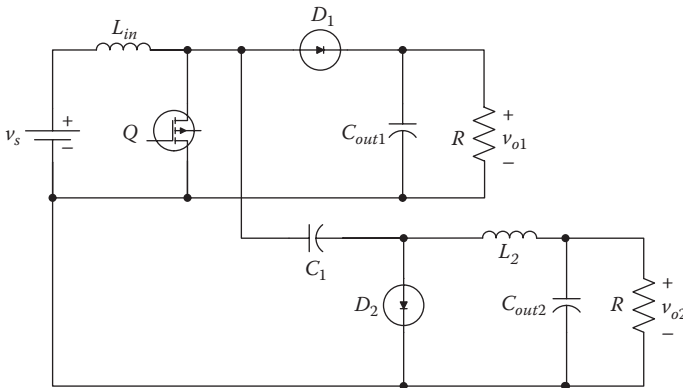 L_in
D_1
v_s
+
−
Q
C_out1
R
+
v_o1
−
C_1
L_2
D_2
C_out2
R
+
v_o2
−